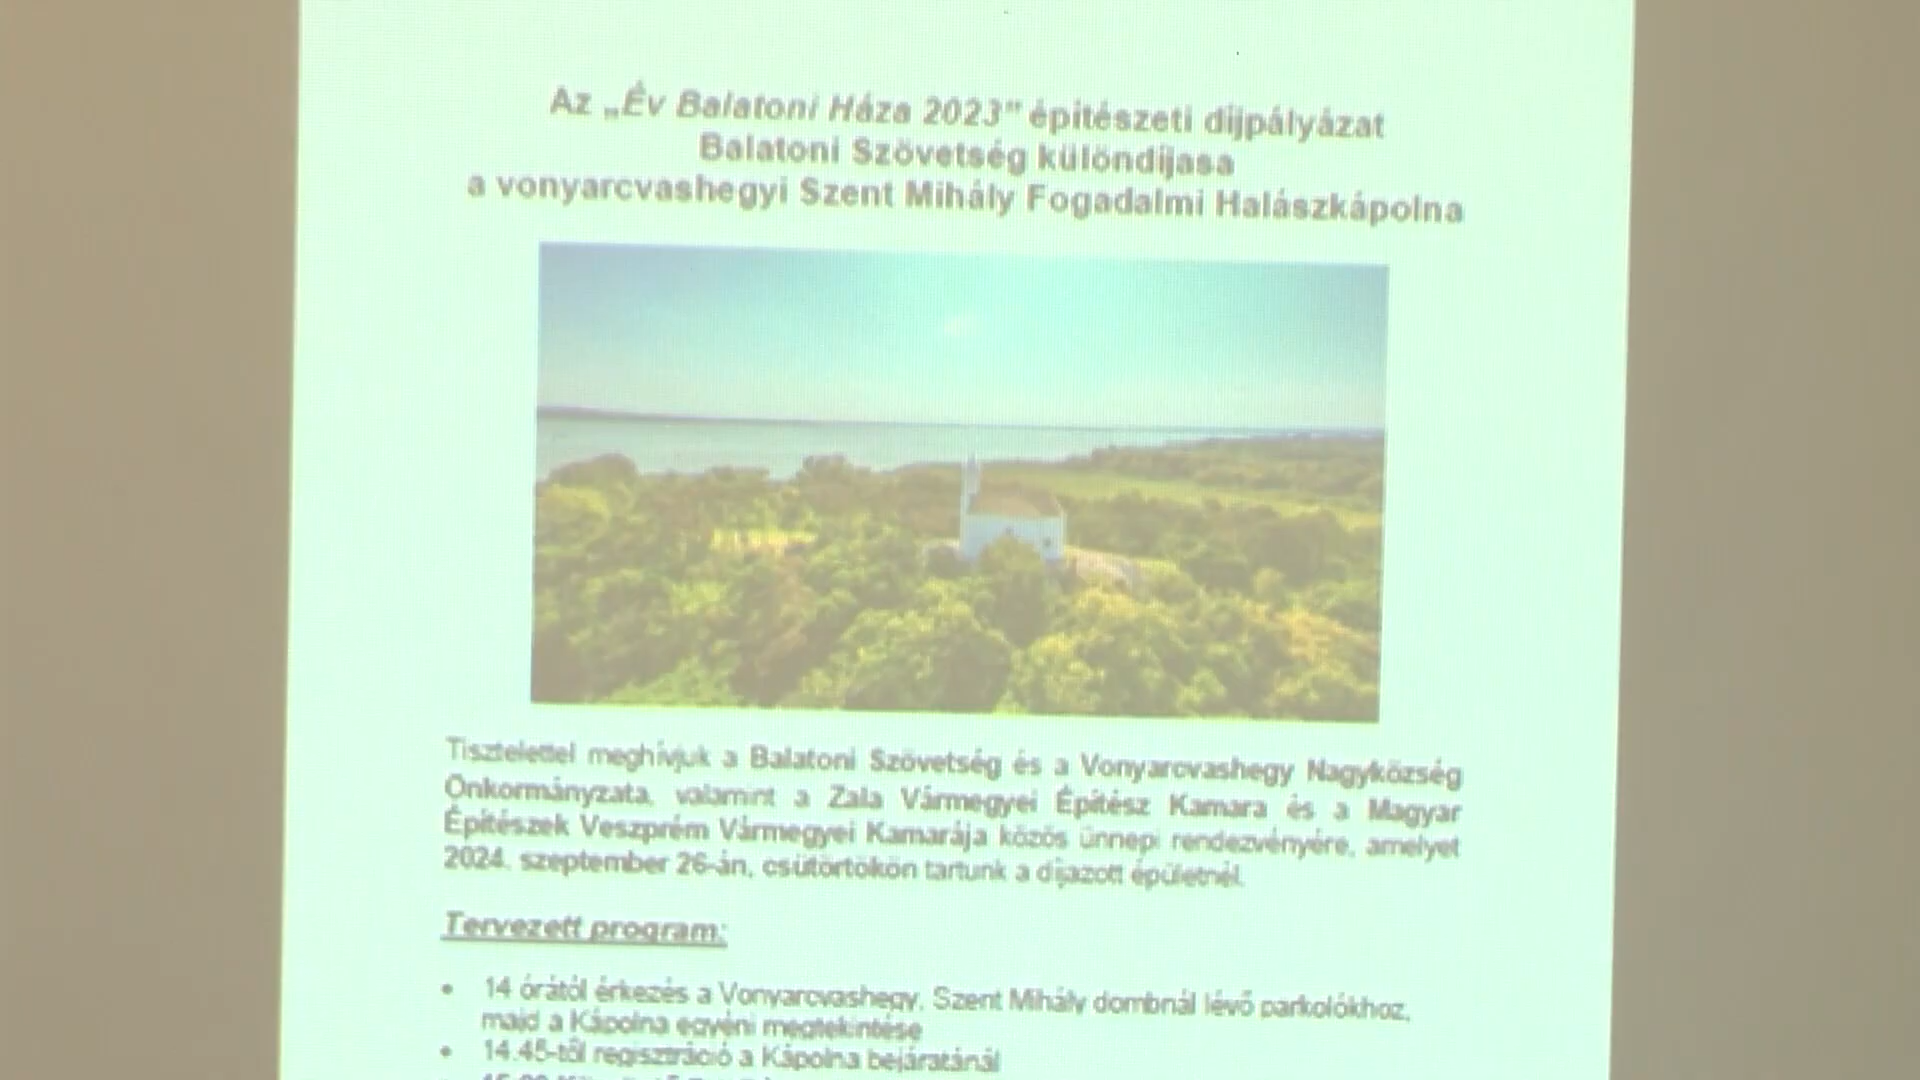 Az „Év Balatoni Háza 2023” építészeti díjpályázat
Balatoni Szövetség különdíjasa
a vonyarcvashegyi Szent Mihály Fogadalmi Halászkápolna
Tisztelettel meghívjuk a Balatoni Szövetség és a Vonyarcvashegy Nagyközség
Önkormányzata, valamint a Zala Vármegyei Építész Kamara és a Magyar
Építészek Veszprém Vármegyei Kamarája közös ünnepi rendezvényére, amelyet
2024. szeptember 26-án, csütörtökön tartunk a díjazott épületnél.
Tervezett program:
• 14 órától érkezés a Vonyarcvashegy, Szent Mihály dombnál lévő parkolókhoz,
majd a Kápolna egyéni megtekintése
• 14.45-től regisztráció a Kápolna bejáratánál